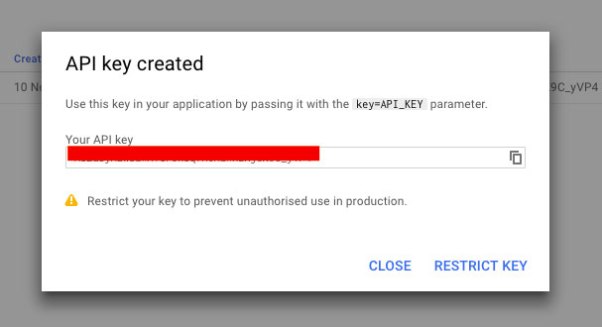 Creat
10 No
9C_yVP4
API key created
Use this key in your application by passing it with the key=API_KEY parameter.
Your API key
Restrict your key to prevent unauthorised use in production.
CLOSE
RESTRICT KEY